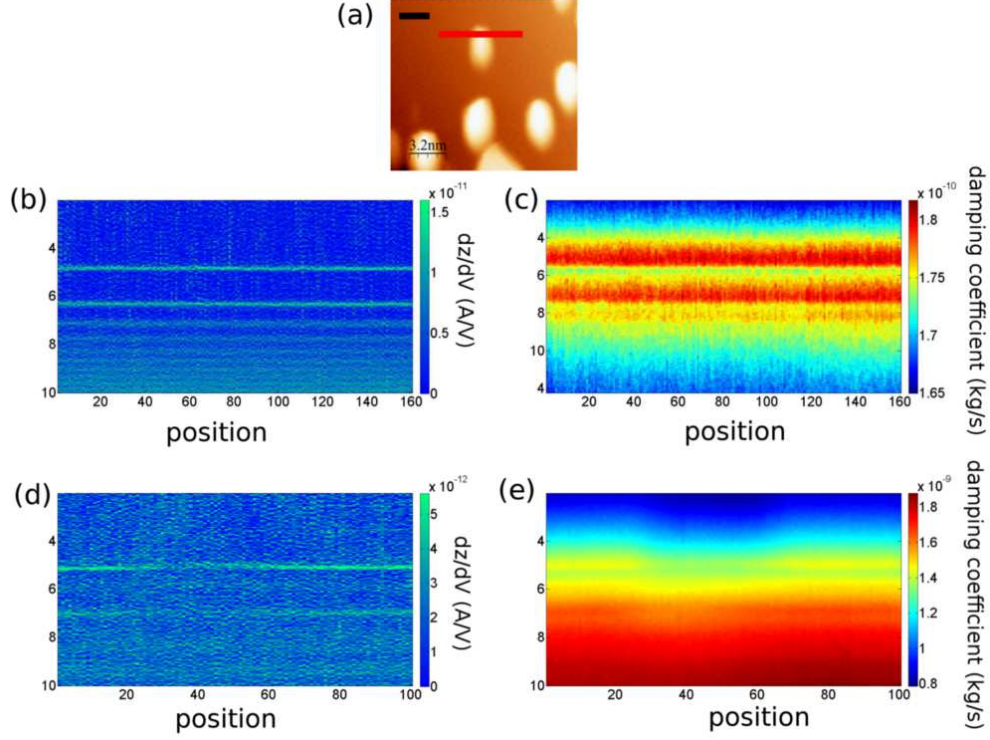 (a)
3.2nm
(b)
x 10⁻¹¹
1.5
1
0.5
0
dz/dV (A/V)
4
6
8
10
20 40 60 80 100 120 140 160
position
(c)
x 10⁻¹⁰
1.8
1.75
1.7
1.65
damping coefficient (kg/s)
4
6
8
10
4
20 40 60 80 100 120 140 160
position
(d)
x 10⁻¹²
5
4
3
2
1
0
dz/dV (A/V)
4
6
8
10
20 40 60 80 100
position
(e)
x 10⁻⁹
1.8
1.6
1.4
1.2
1
0.8
damping coefficient (kg/s)
4
6
8
10
20 40 60 80 100
position